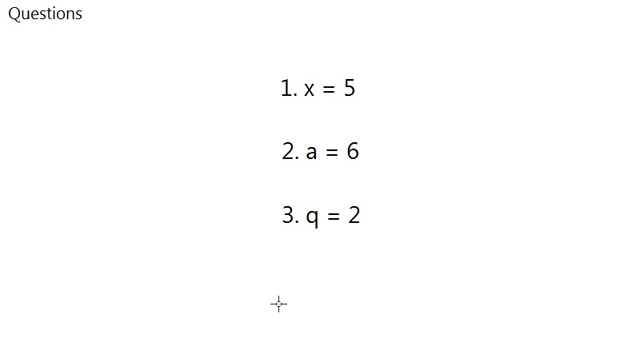 Questions
1. x = 5
2. a = 6
3. q = 2